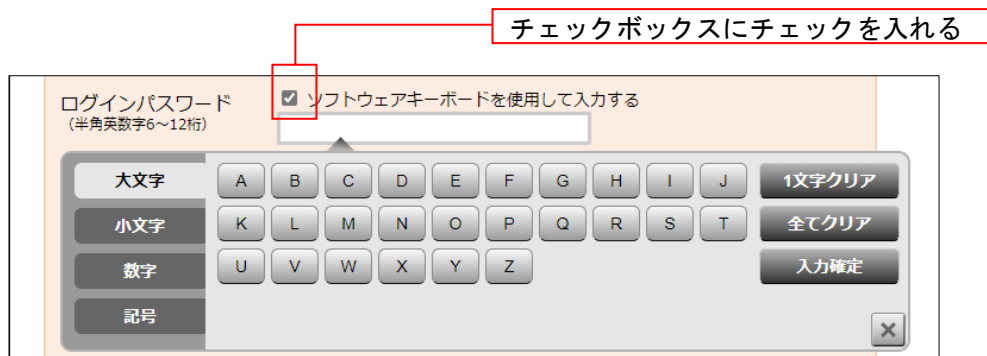 チェックボックスにチェックを入れる
ログインパスワード
（半角英数字6～12桁）
ソフトウェアキーボードを使用して入力する
大文字 A B C D E F G H I J 1文字クリア
小文字 K L M N O P Q R S T 全てクリア
数字 U V W X Y Z 入力確定
記号